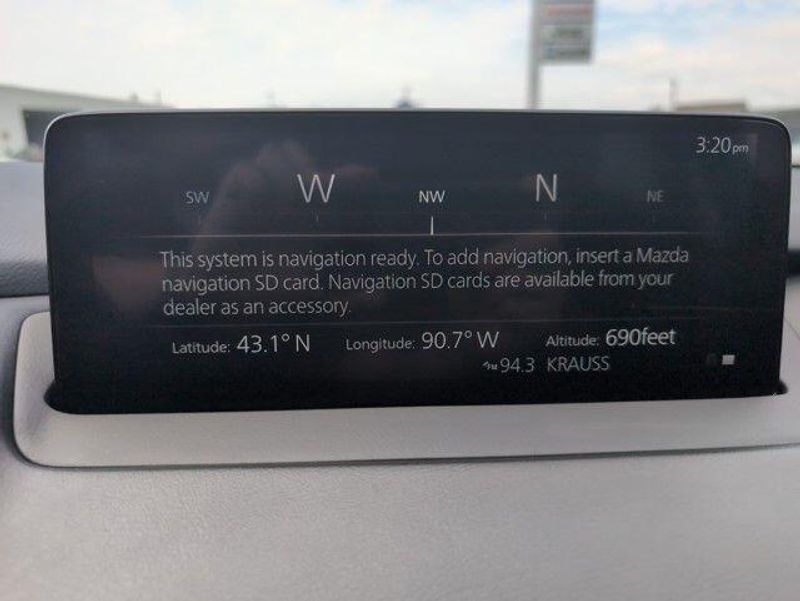 3:20pm
SW W NW N NE
This system is navigation ready. To add navigation, insert a Mazda
navigation SD card. Navigation SD cards are available from your
dealer as an accessory.
Latitude: 43.1° N Longitude: 90.7° W Altitude: 690feet
FM 94.3 KRAUSS